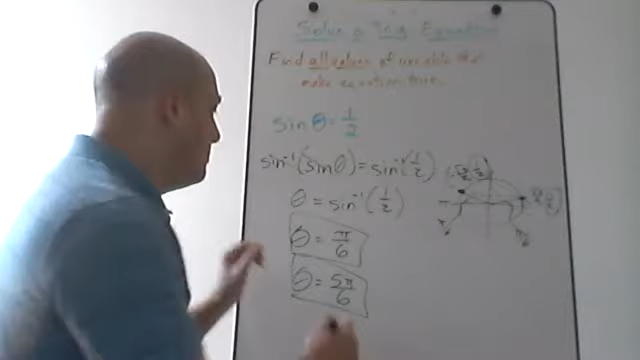 Solve a Trig Equation
Find all values of variable that
make equation true.
sin θ = 1/2
sin⁻¹(sin θ) = sin⁻¹(1/2)
θ = sin⁻¹(1/2)
θ = π/6
θ = 5π/6